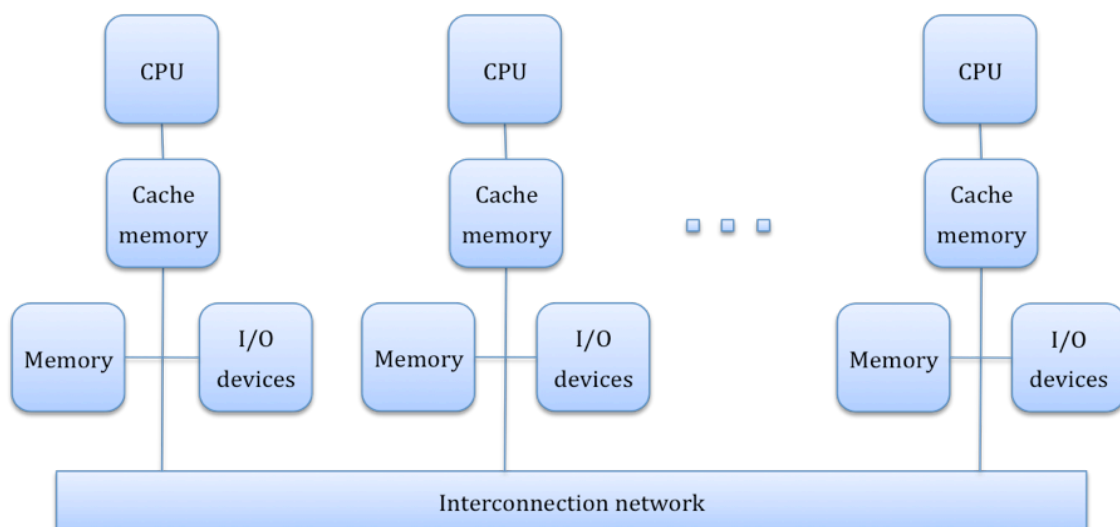 CPU
CPU
CPU
Cache
memory
Cache
memory
Cache
memory
Memory
I/O
devices
Memory
I/O
devices
Memory
I/O
devices
Interconnection network